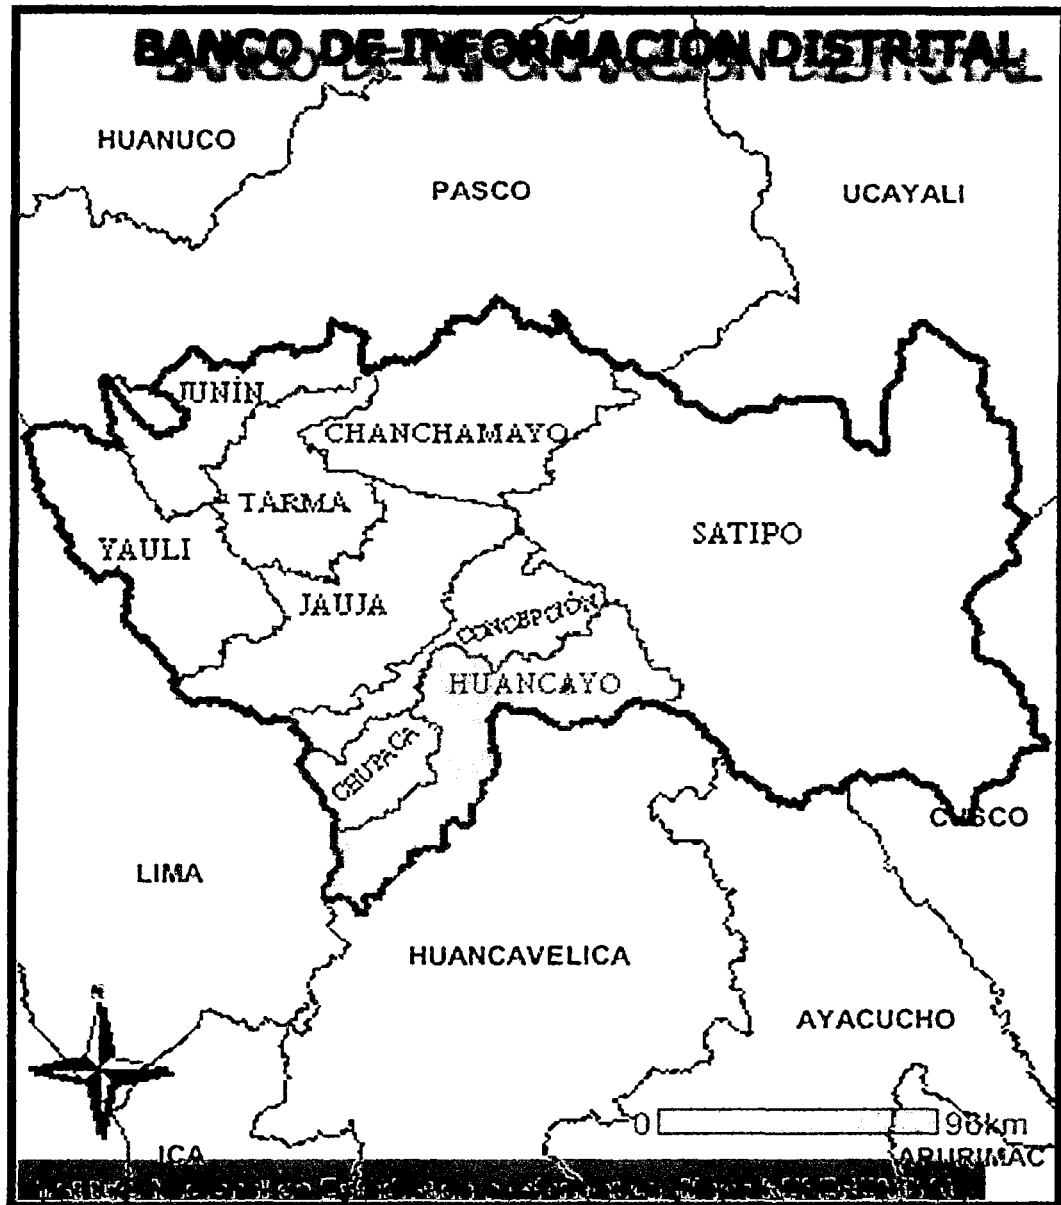 BANCO DE INFORMACION DISTRITAL
HUANUCO
PASCO
UCAYALI
JUNÍN
CHANCHAMAYO
TARMA
SATIPO
YAULI
JAUJA
CONCEPCIÓN
HUANCAYO
CHUPACA
CUSCO
LIMA
HUANCAVELICA
N
AYACUCHO
0 96km
ICA
APURIMAC